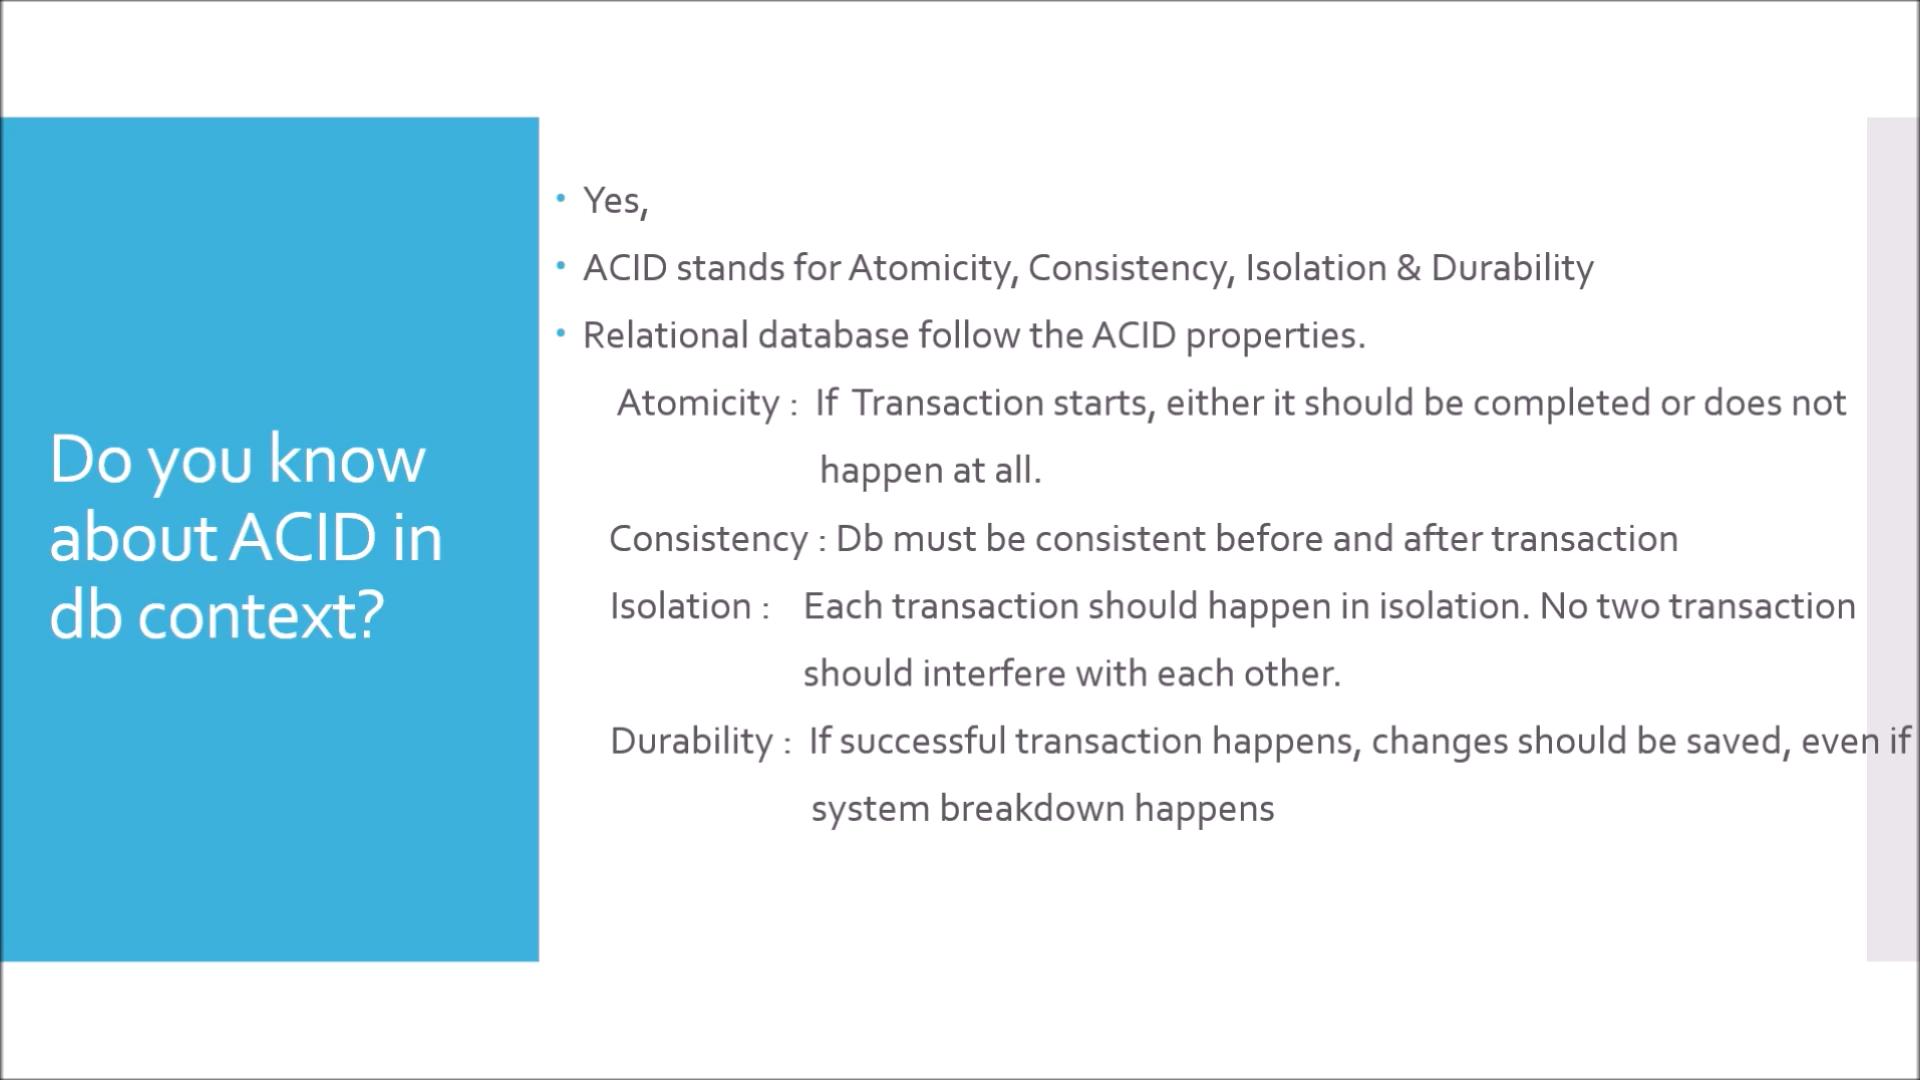 Do you know
about ACID in
db context?
• Yes,
• ACID stands for Atomicity, Consistency, Isolation & Durability
• Relational database follow the ACID properties.
Atomicity : If Transaction starts, either it should be completed or does not
happen at all.
Consistency : Db must be consistent before and after transaction
Isolation : Each transaction should happen in isolation. No two transaction
should interfere with each other.
Durability : If successful transaction happens, changes should be saved, even if
system breakdown happens